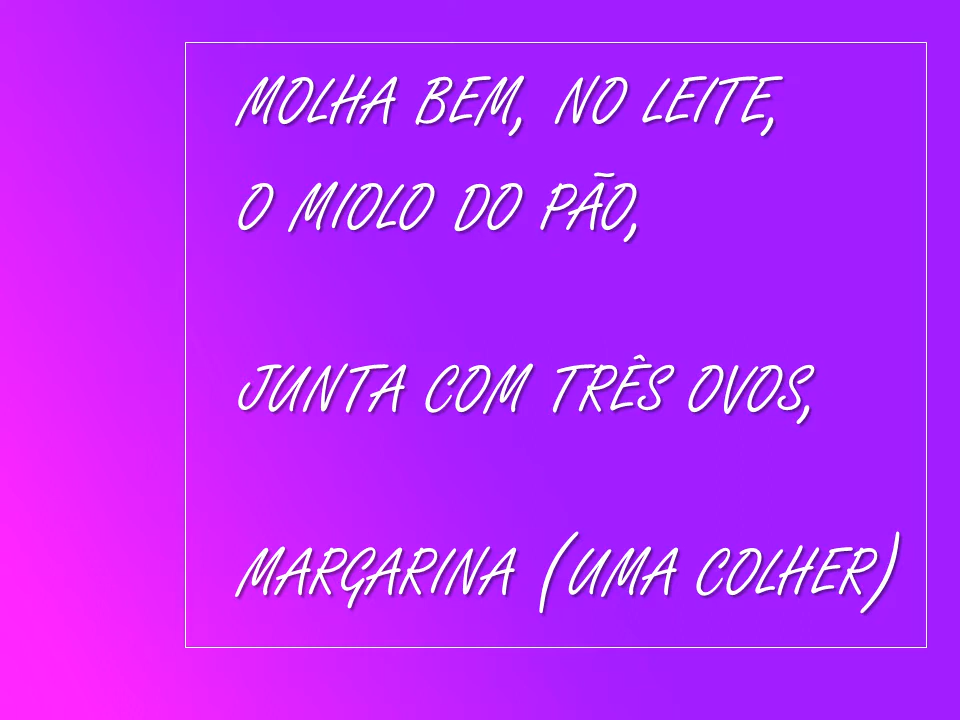 MOLHA BEM, NO LEITE,
O MIOLO DO PÃO,
JUNTA COM TRÊS OVOS,
MARGARINA (UMA COLHER)